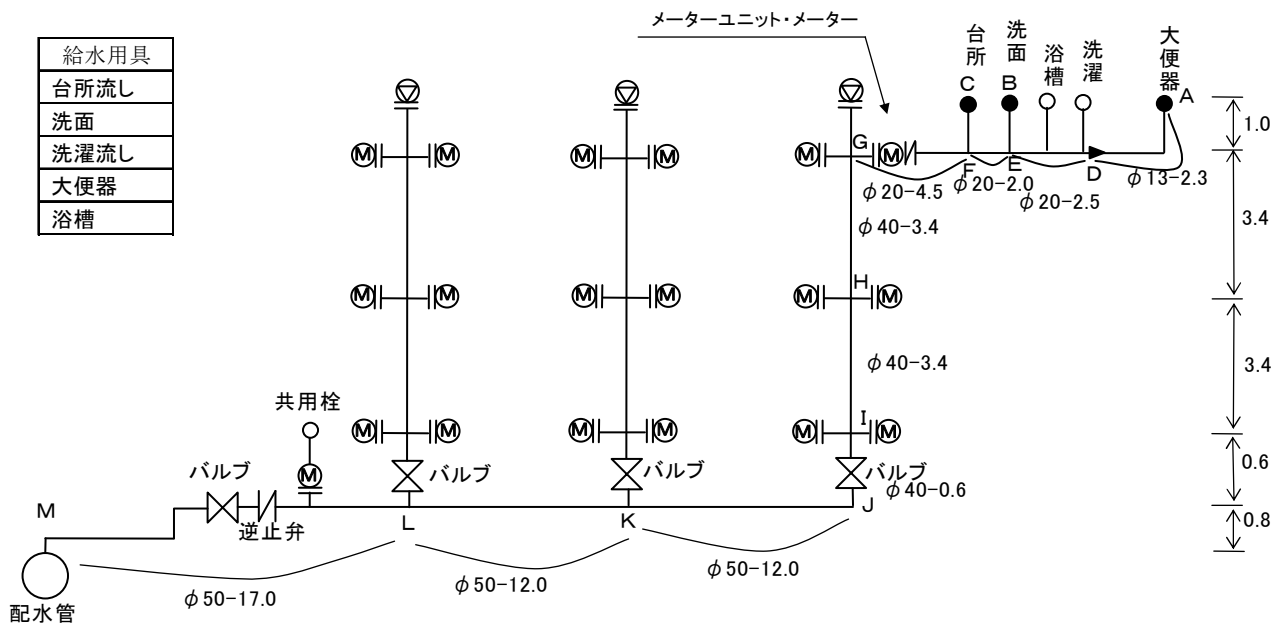 メーターユニット・メーター
給水用具
台所流し
洗面
洗濯流し
大便器
浴槽
台所
洗面
浴槽
洗濯
大便器
C
B
A
1.0
M M M M M M
G
F
E
D
φ20-4.5
φ20-2.0
φ20-2.5
φ13-2.3
φ40-3.4
3.4
M M M M M M
H
φ40-3.4
3.4
共用栓
M M M M M M
I
バルブ
バルブ
バルブ
バルブ
M
φ40-0.6
0.6
M
逆止弁
L
K
J
0.8
φ50-17.0
φ50-12.0
φ50-12.0
配水管